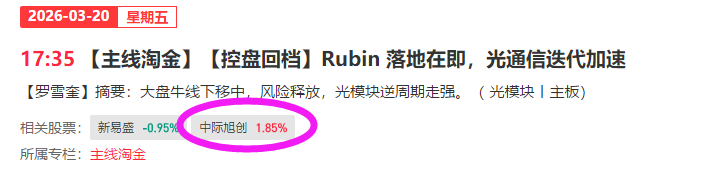 2026-03-20 星期五
17:35 【主线淘金】【控盘回档】Rubin 落地在即，光通信迭代加速
【罗雪奎】摘要：大盘牛线下移中，风险释放，光模块逆周期走强。（ 光模块丨主板）
相关股票： 新易盛 -0.95% 中际旭创 1.85%
所属专栏：主线淘金